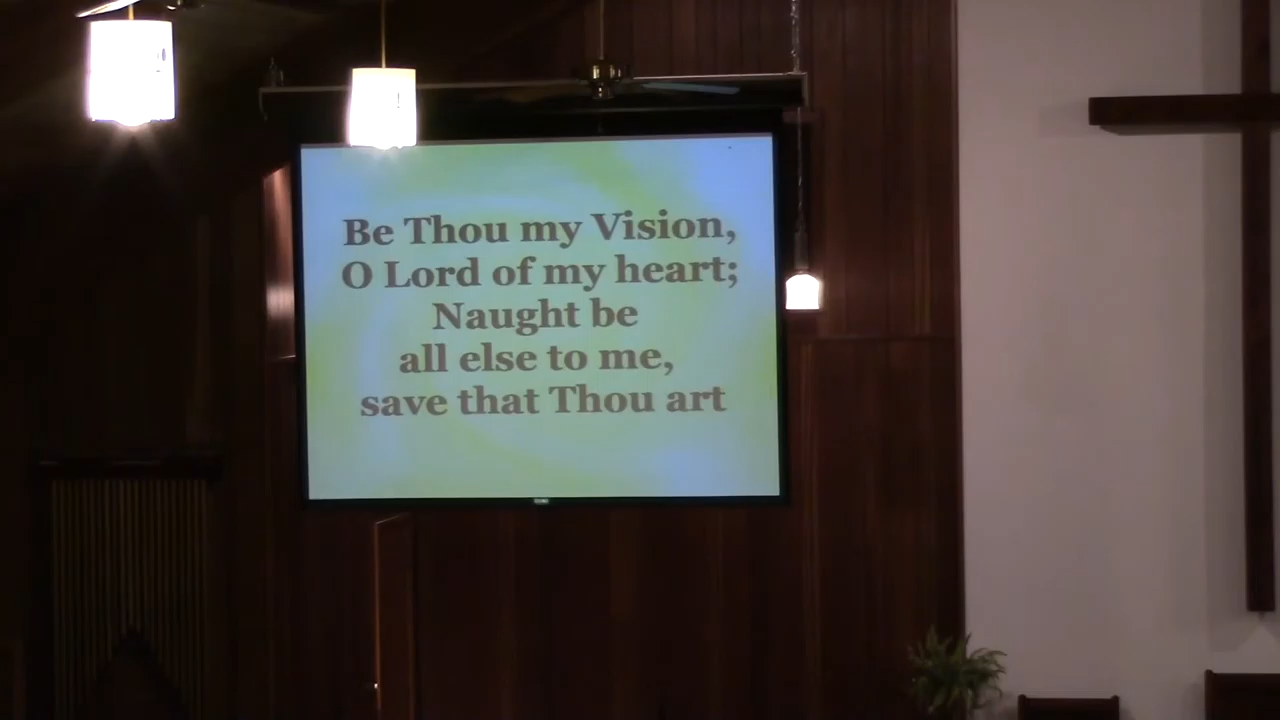 Be Thou my Vision,
O Lord of my heart;
Naught be
all else to me,
save that Thou art